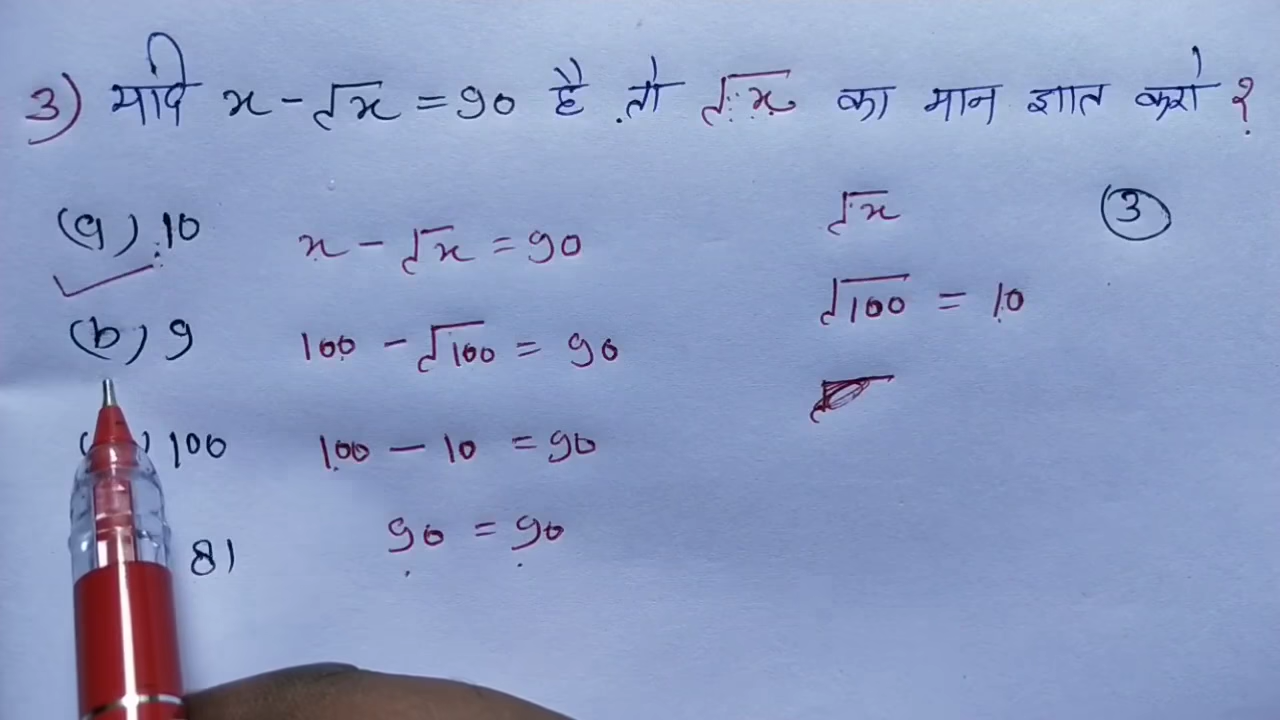 3) यदि x - √x = 90 है तो √x का मान ज्ञात करो ?
(a) 10
(b) 9
) 100
81
x - √x = 90
100 - √100 = 90
100 - 10 = 90
90 = 90
√x
√100 = 10
3